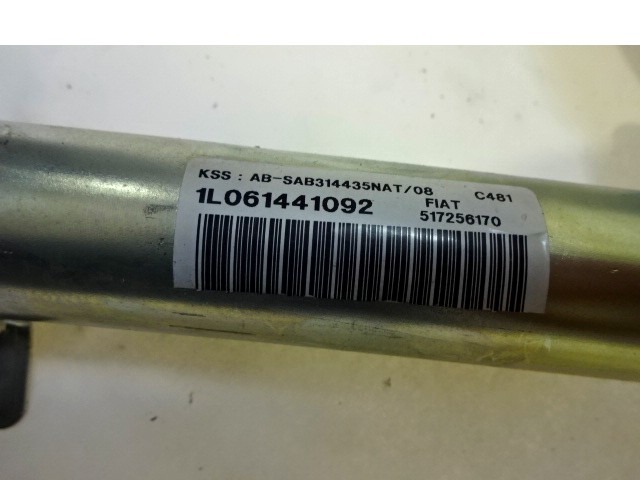 KSS : AB-SAB314435NAT/08 C481
1L061441092 FIAT
517256170